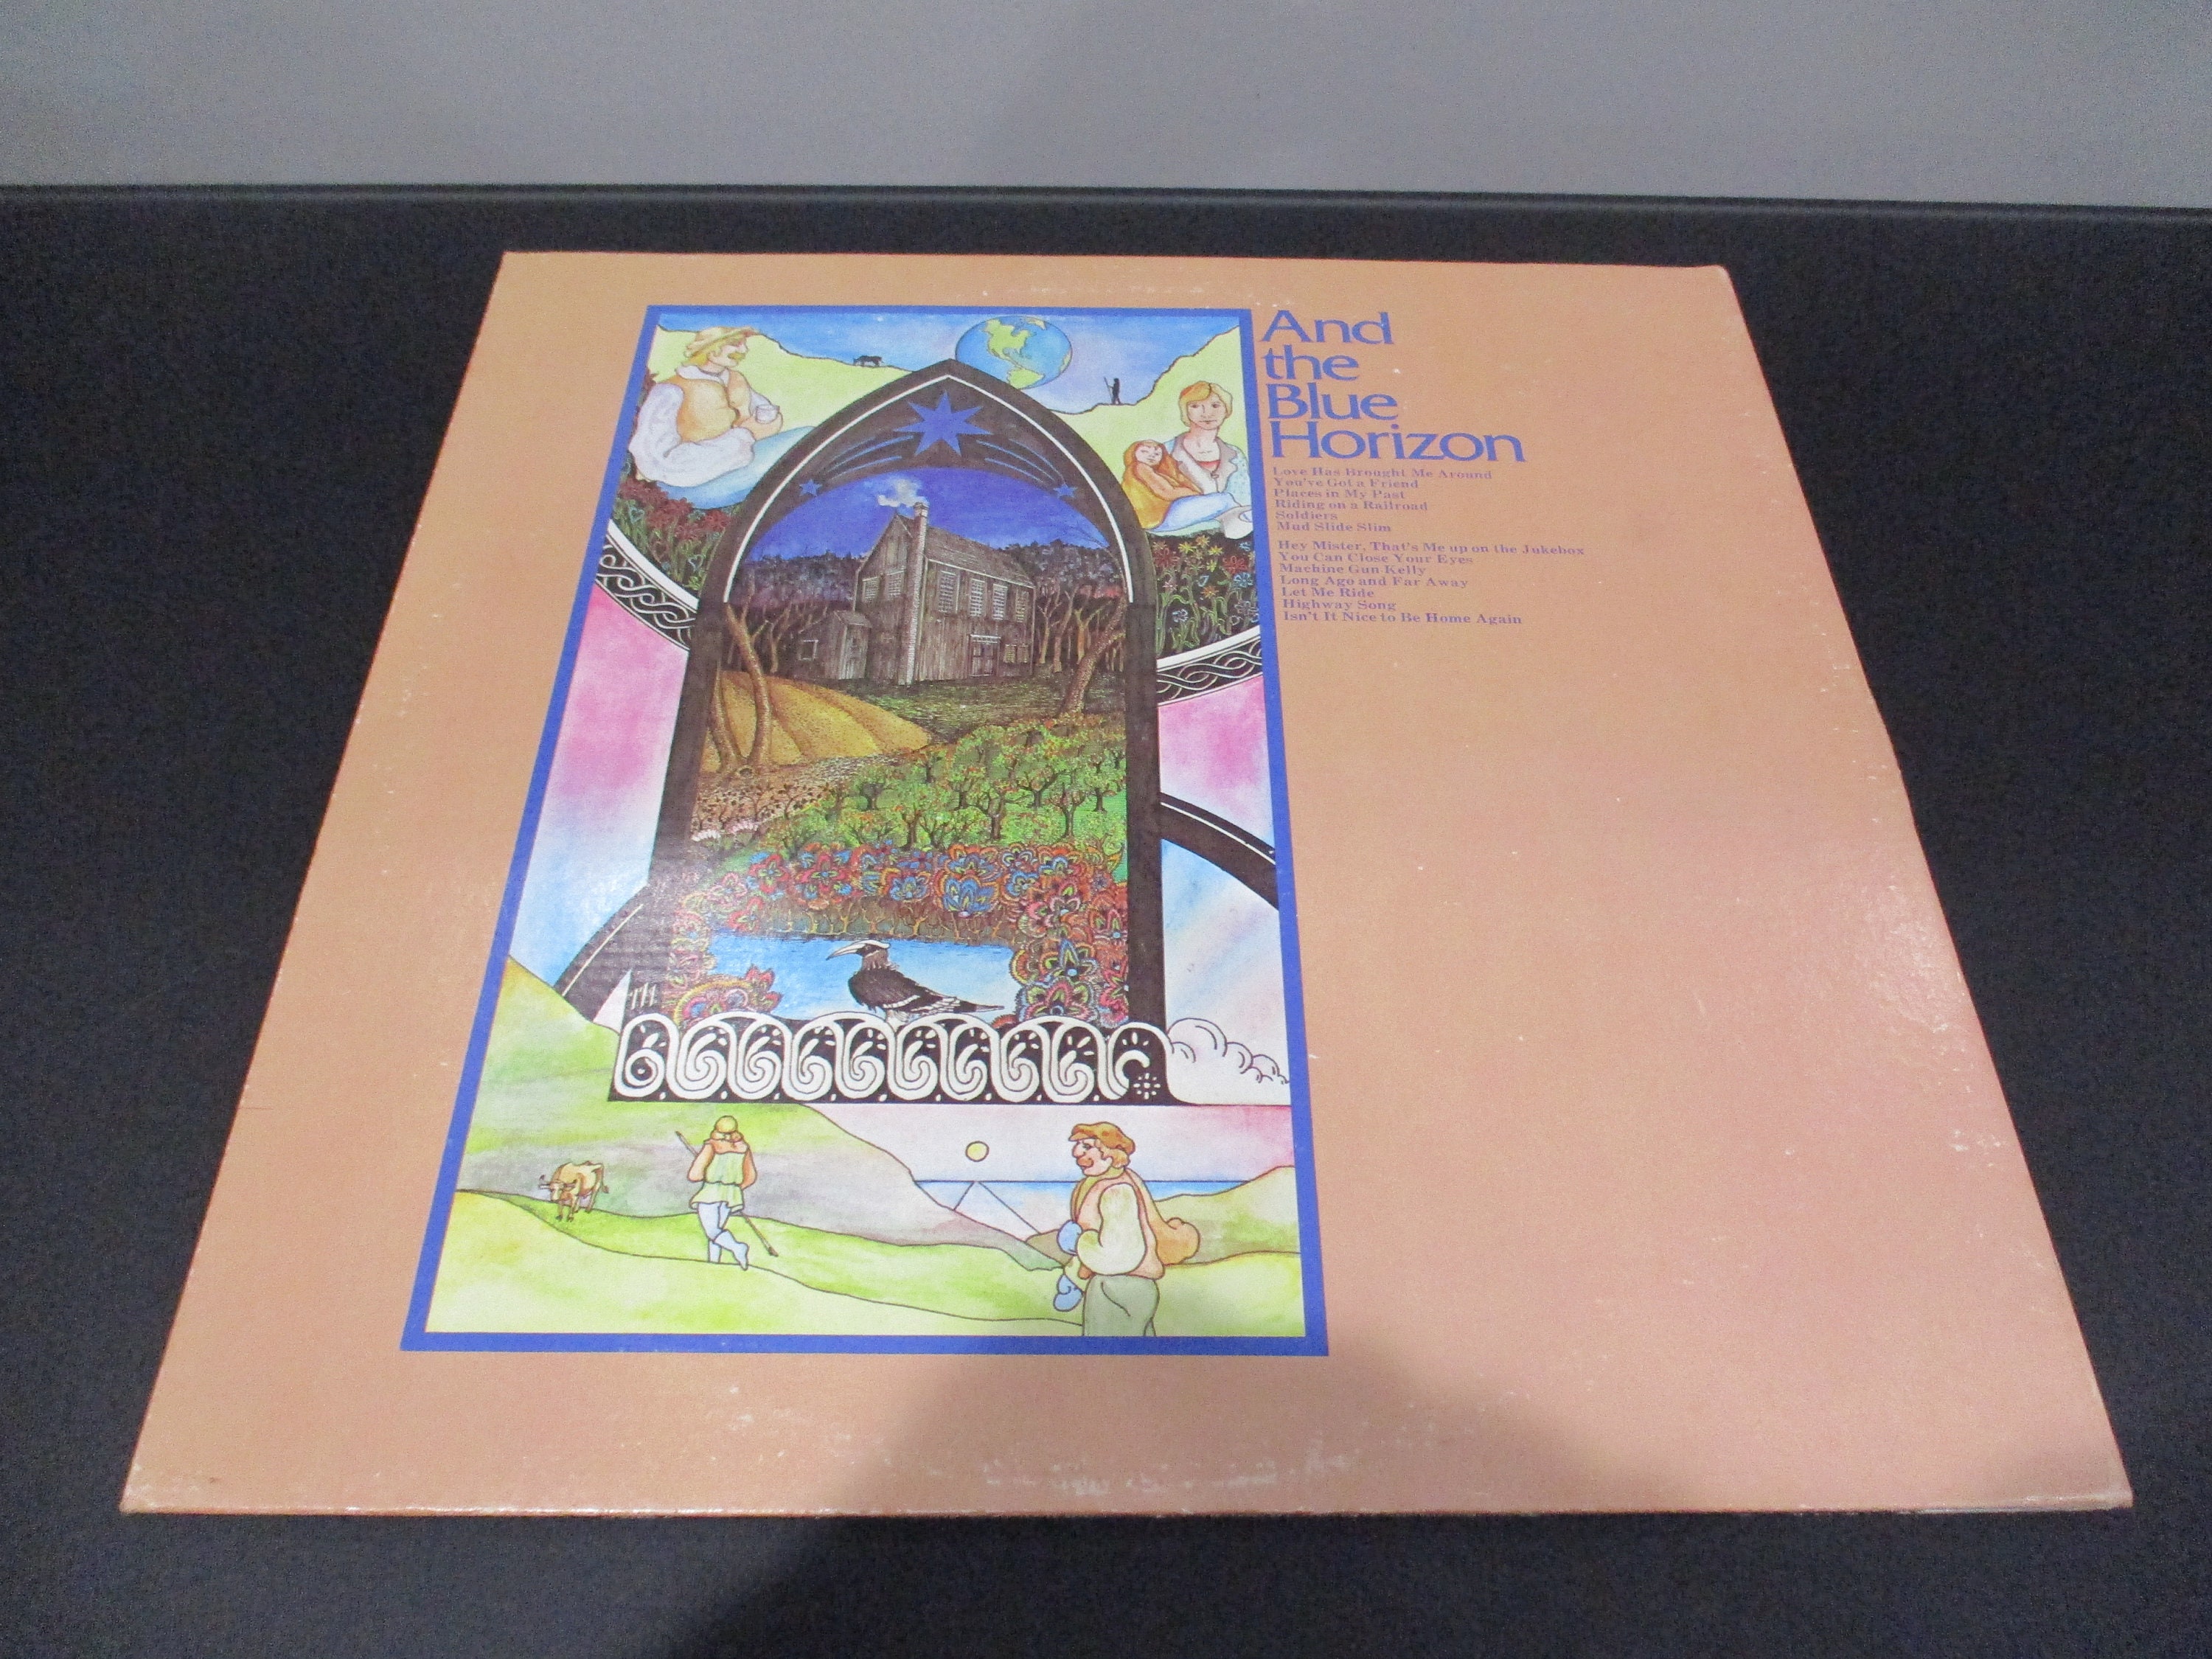 And
the
Blue
Horizon
Love Has Brought Me Around
You've Got a Friend
Places in My Past
Riding on a Railroad
Soldiers
Mud Slide Slim
Hey Mister, That's Me up on the Jukebox
You Can Close Your Eyes
Machine Gun Kelly
Long Ago and Far Away
Let Me Ride
Highway Song
Isn't It Nice to Be Home Again